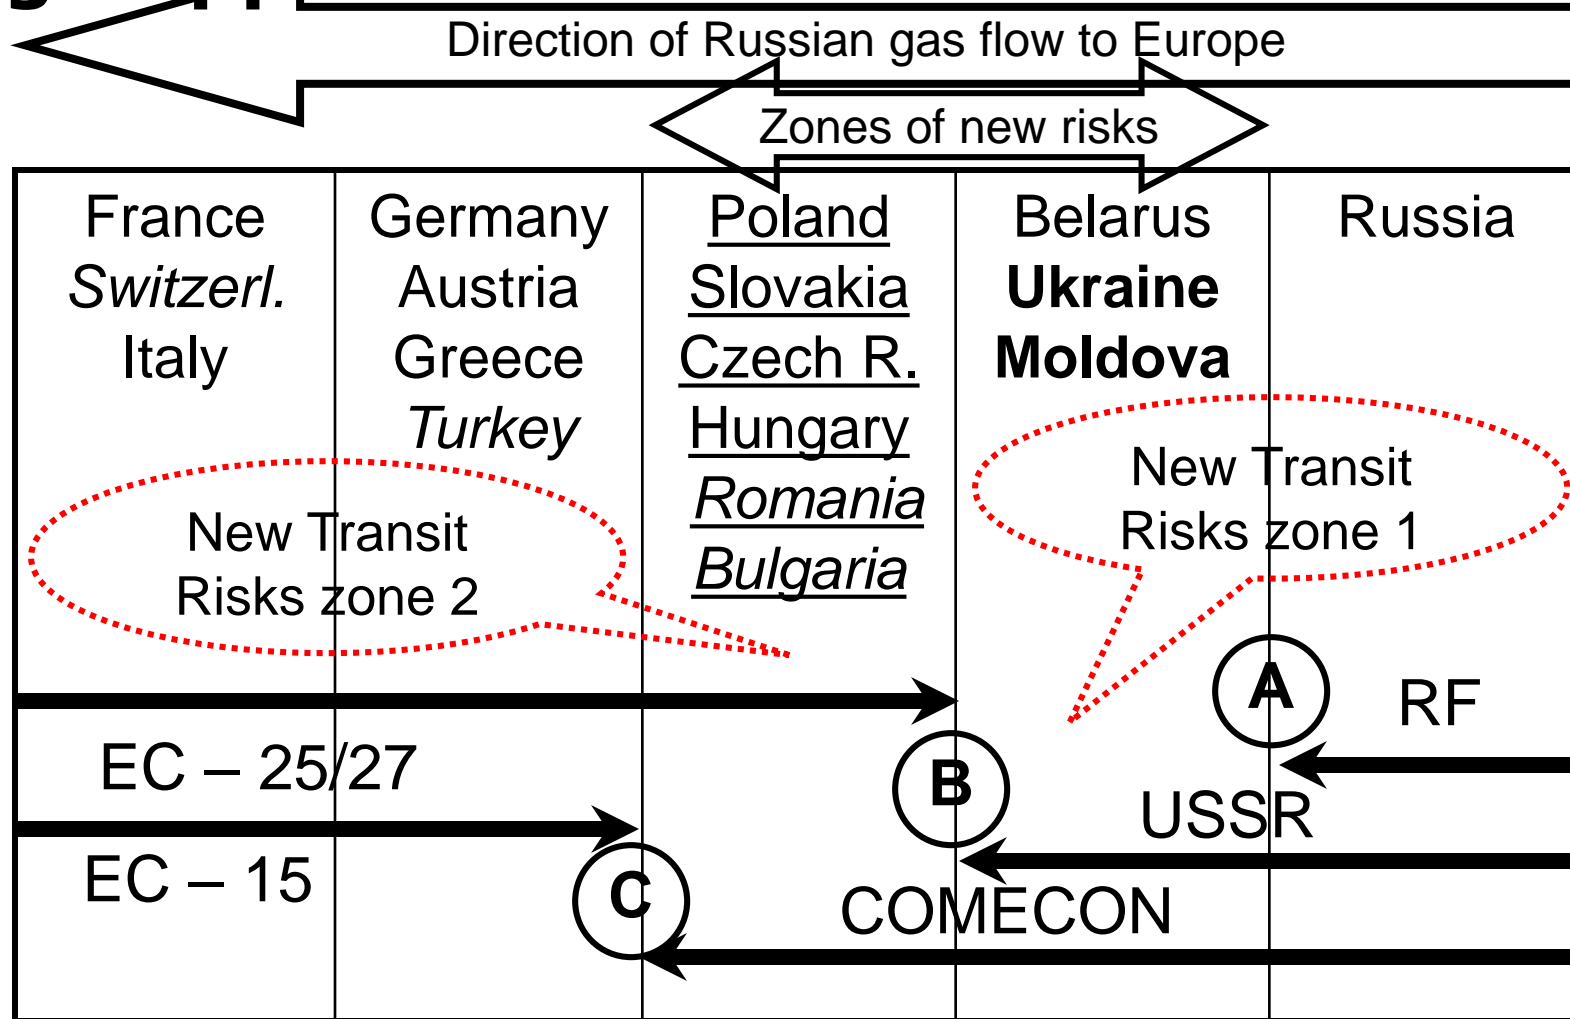 Direction of Russian gas flow to Europe
Zones of new risks
France
Switzerl.
Italy
Germany
Austria
Greece
Turkey
Poland
Slovakia
Czech R.
Hungary
Romania
Bulgaria
Belarus
Ukraine
Moldova
Russia
New Transit
Risks zone 2
New Transit
Risks zone 1
A
RF
EC – 25/27
B
USSR
EC – 15
C
COMECON